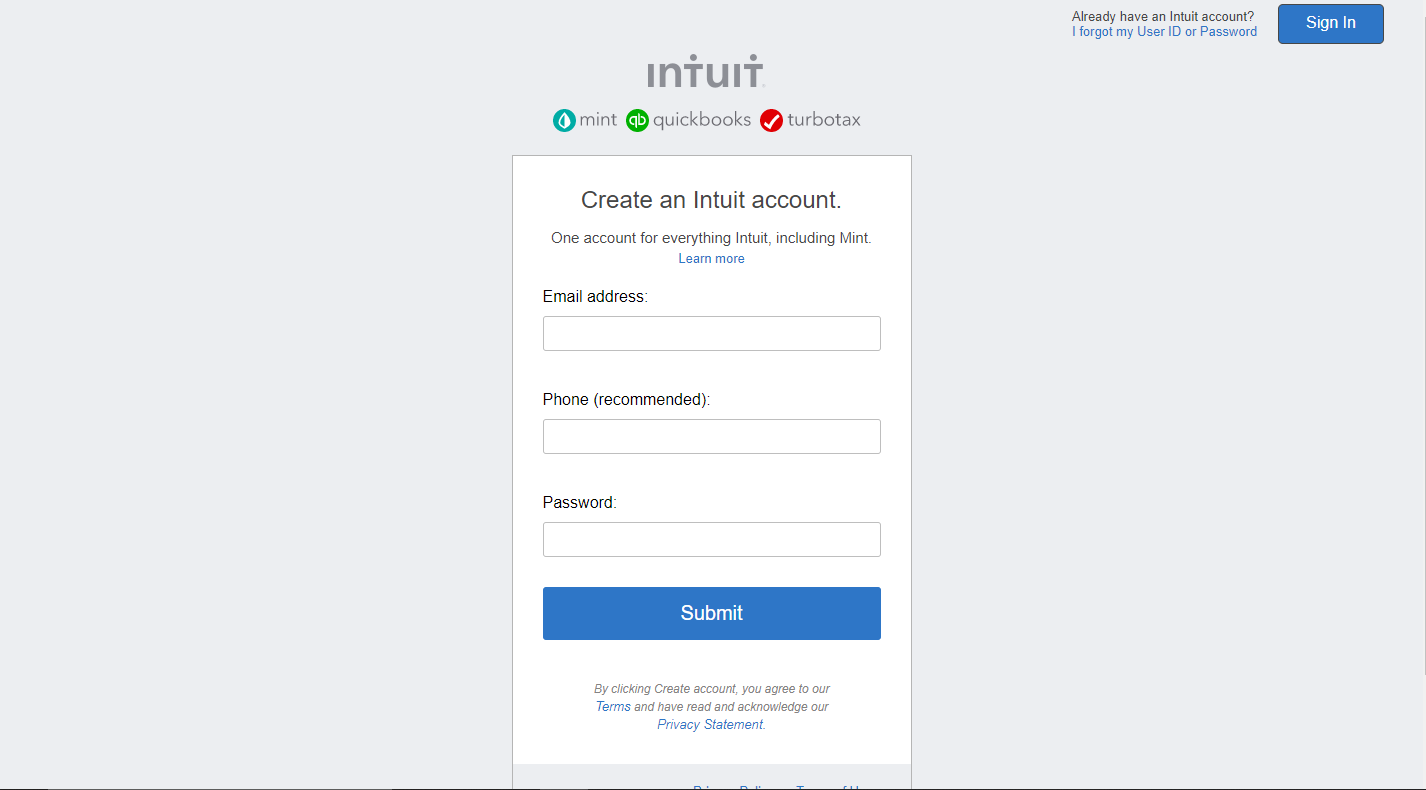 Already have an Intuit account?
I forgot my User ID or Password
Sign In
intuit
mint qb quickbooks turbotax
Create an Intuit account.
One account for everything Intuit, including Mint.
Learn more
Email address:
Phone (recommended):
Password:
Submit
By clicking Create account, you agree to our
Terms and have read and acknowledge our
Privacy Statement.